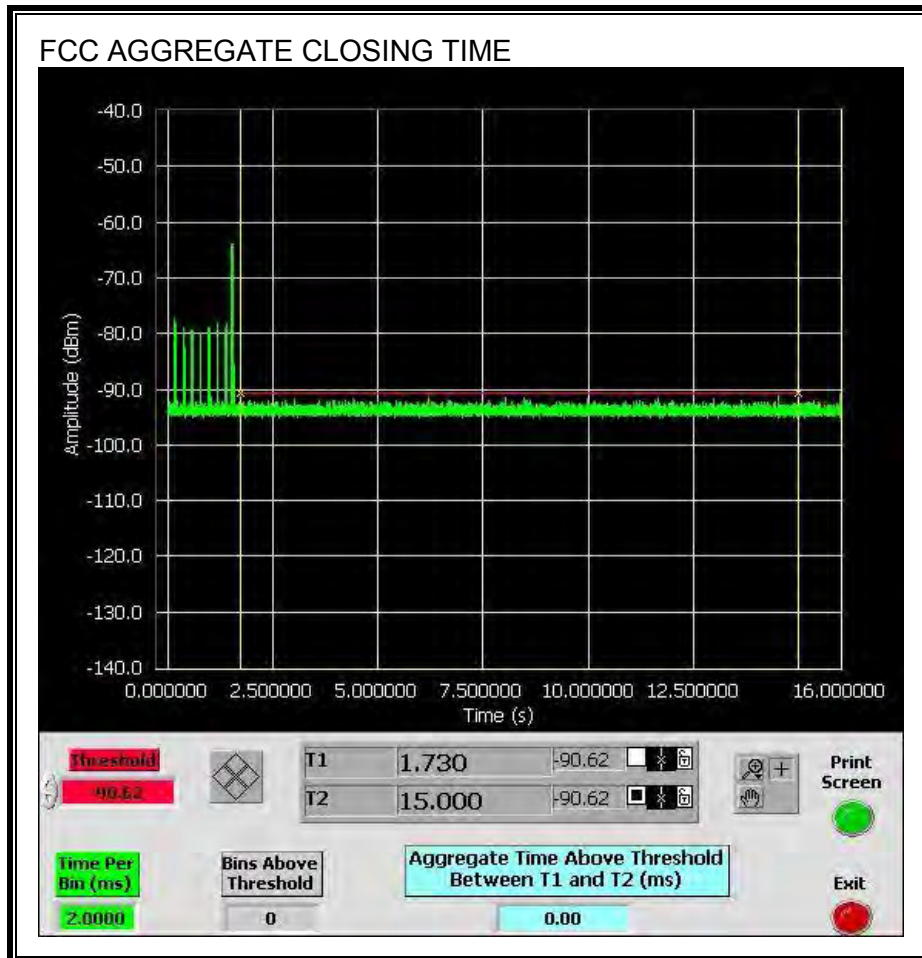 FCC AGGREGATE CLOSING TIME
-40.0
-50.0
-60.0
-70.0
-80.0
-90.0
-100.0
-110.0
-120.0
-130.0
-140.0
Amplitude (dBm)
0.000000 2.500000 5.000000 7.500000 10.000000 12.500000 16.000000
Time (s)
Threshold
-90.62
T1 1.730 -90.62
T2 15.000 -90.62
Print
Screen
Time Per
Bin (ms)
2.0000
Bins Above
Threshold
0
Aggregate Time Above Threshold
Between T1 and T2 (ms)
0.00
Exit